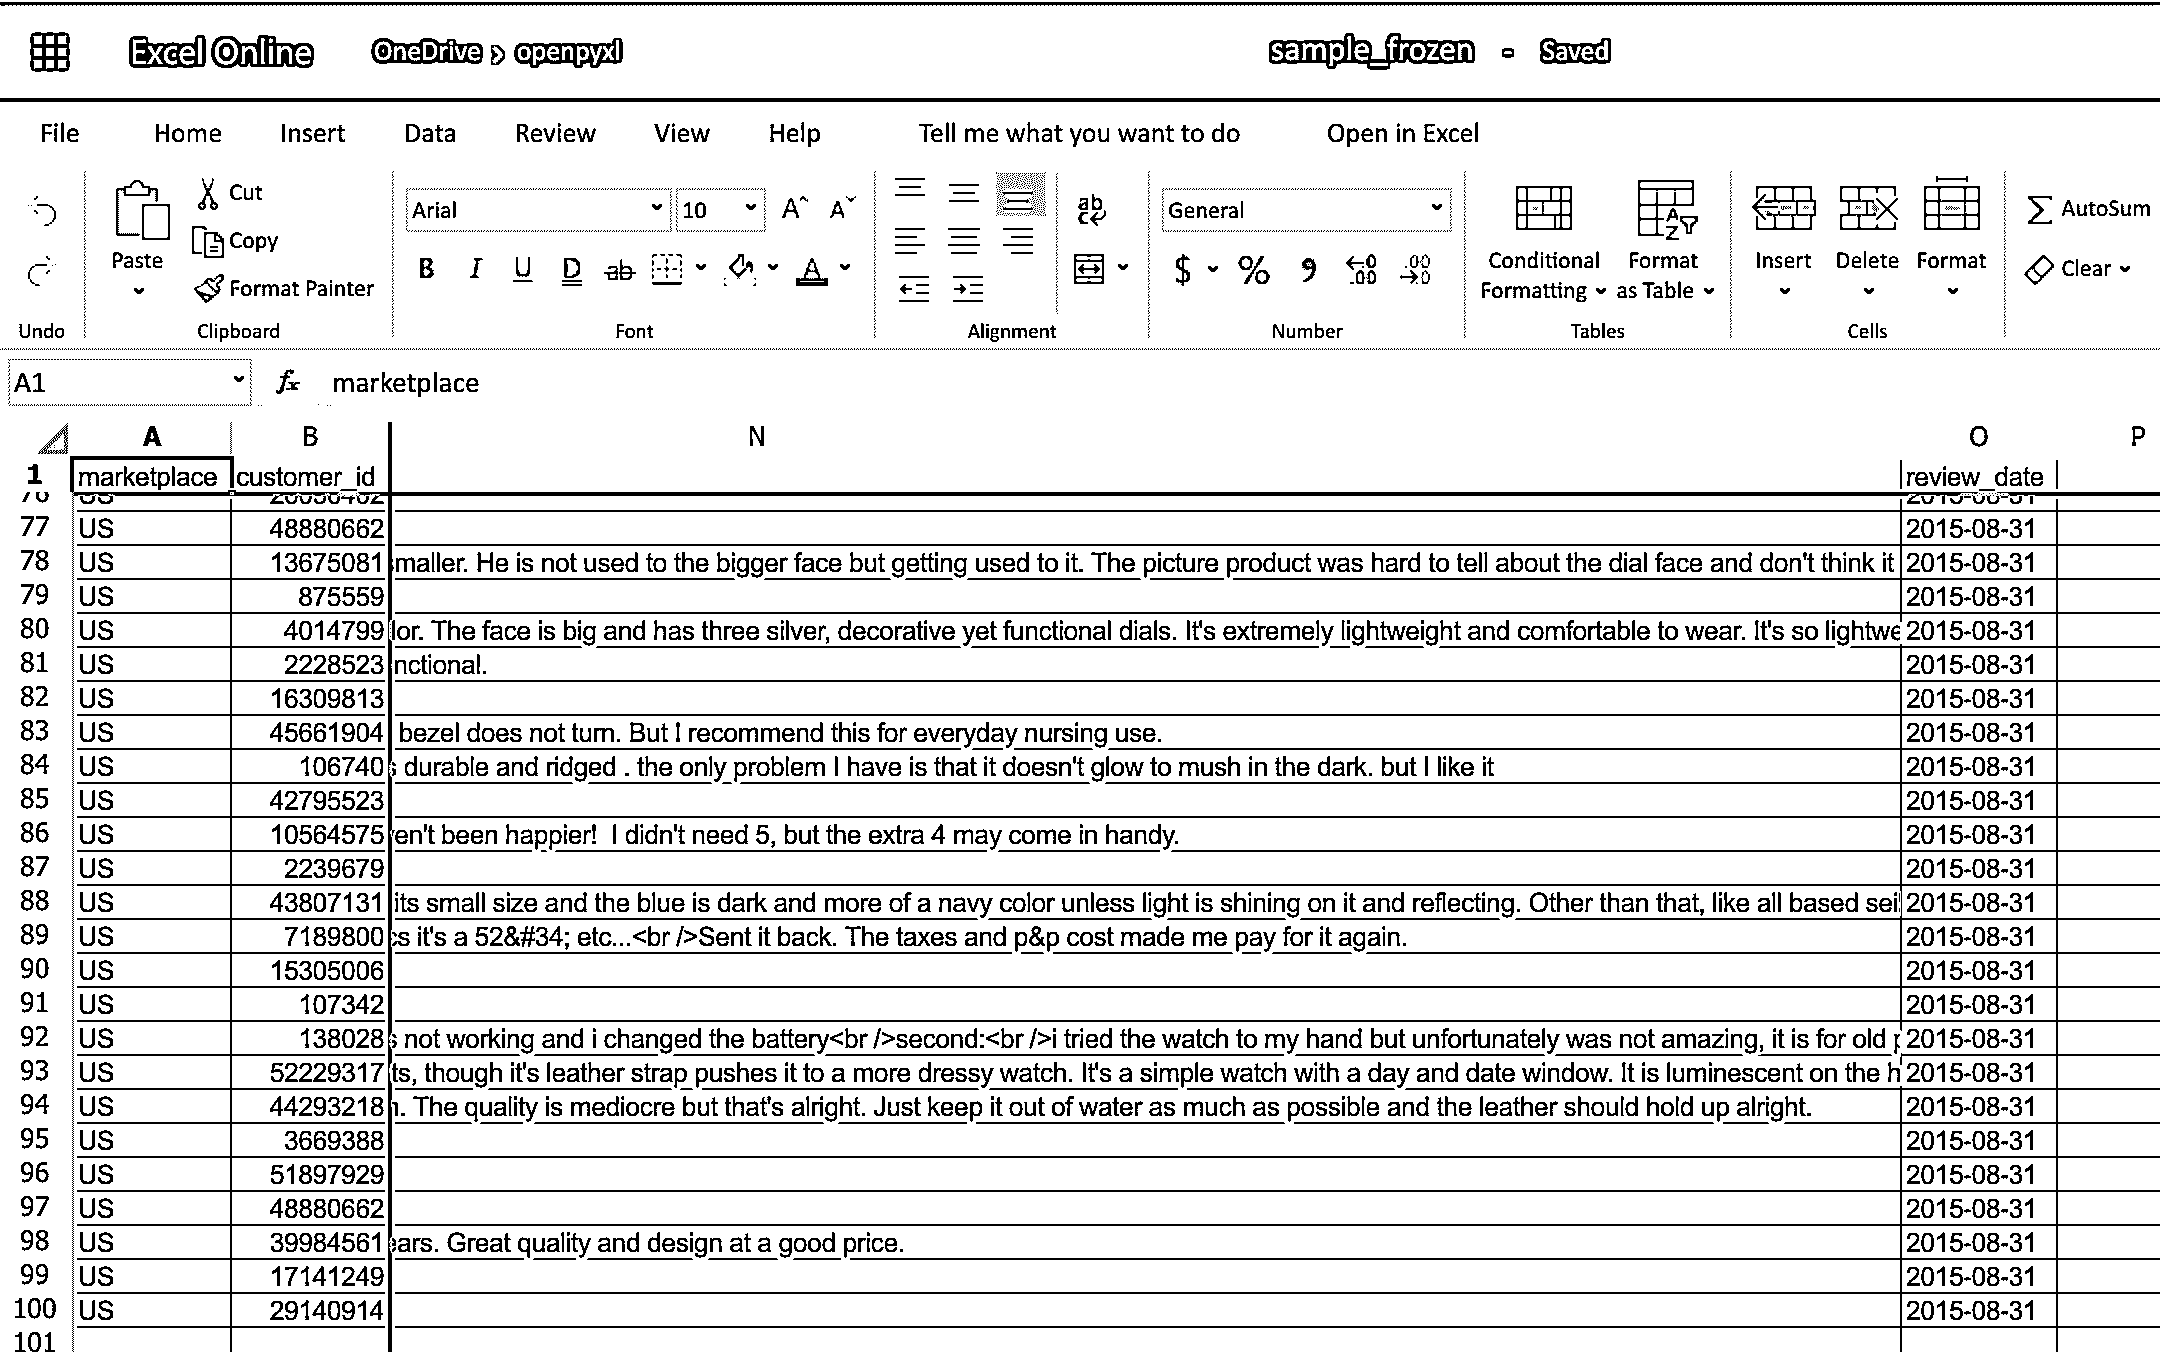 Excel Online OneDrive › openpyxl sample_frozen - Saved
File Home Insert Data Review View Help Tell me what you want to do Open in Excel
Paste Cut Copy Format Painter
Arial 10 A^ Aˇ
B I U D ab A
ab c
General
$ % 9 .0 .00 .00 .0
Conditional Formatting Format as Table
Insert Delete Format
AutoSum
Clear
Undo Clipboard Font Alignment Number Tables Cells
A1 fx marketplace
A B N O P
1 marketplace customer_id review_date
77 US 48880662 2015-08-31
78 US 13675081 maller. He is not used to the bigger face but getting used to it. The picture product was hard to tell about the dial face and don't think it 2015-08-31
79 US 875559 2015-08-31
80 US 4014799 lor. The face is big and has three silver, decorative yet functional dials. It's extremely lightweight and comfortable to wear. It's so lightwe 2015-08-31
81 US 2228523 nctional. 2015-08-31
82 US 16309813 2015-08-31
83 US 45661904 bezel does not turn. But I recommend this for everyday nursing use. 2015-08-31
84 US 106740 s durable and ridged . the only problem I have is that it doesn't glow to mush in the dark. but I like it 2015-08-31
85 US 42795523 2015-08-31
86 US 10564575 en't been happier! I didn't need 5, but the extra 4 may come in handy. 2015-08-31
87 US 2239679 2015-08-31
88 US 43807131 its small size and the blue is dark and more of a navy color unless light is shining on it and reflecting. Other than that, like all based sei 2015-08-31
89 US 7189800 cs it's a 52&#34; etc...<br />Sent it back. The taxes and p&p cost made me pay for it again. 2015-08-31
90 US 15305006 2015-08-31
91 US 107342 2015-08-31
92 US 138028 s not working and i changed the battery<br />second:<br />i tried the watch to my hand but unfortunately was not amazing, it is for old 2015-08-31
93 US 52229317 ts, though it's leather strap pushes it to a more dressy watch. It's a simple watch with a day and date window. It is luminescent on the h 2015-08-31
94 US 44293218 . The quality is mediocre but that's alright. Just keep it out of water as much as possible and the leather should hold up alright. 2015-08-31
95 US 3669388 2015-08-31
96 US 51897929 2015-08-31
97 US 48880662 2015-08-31
98 US 39984561 ears. Great quality and design at a good price. 2015-08-31
99 US 17141249 2015-08-31
100 US 29140914 2015-08-31
101